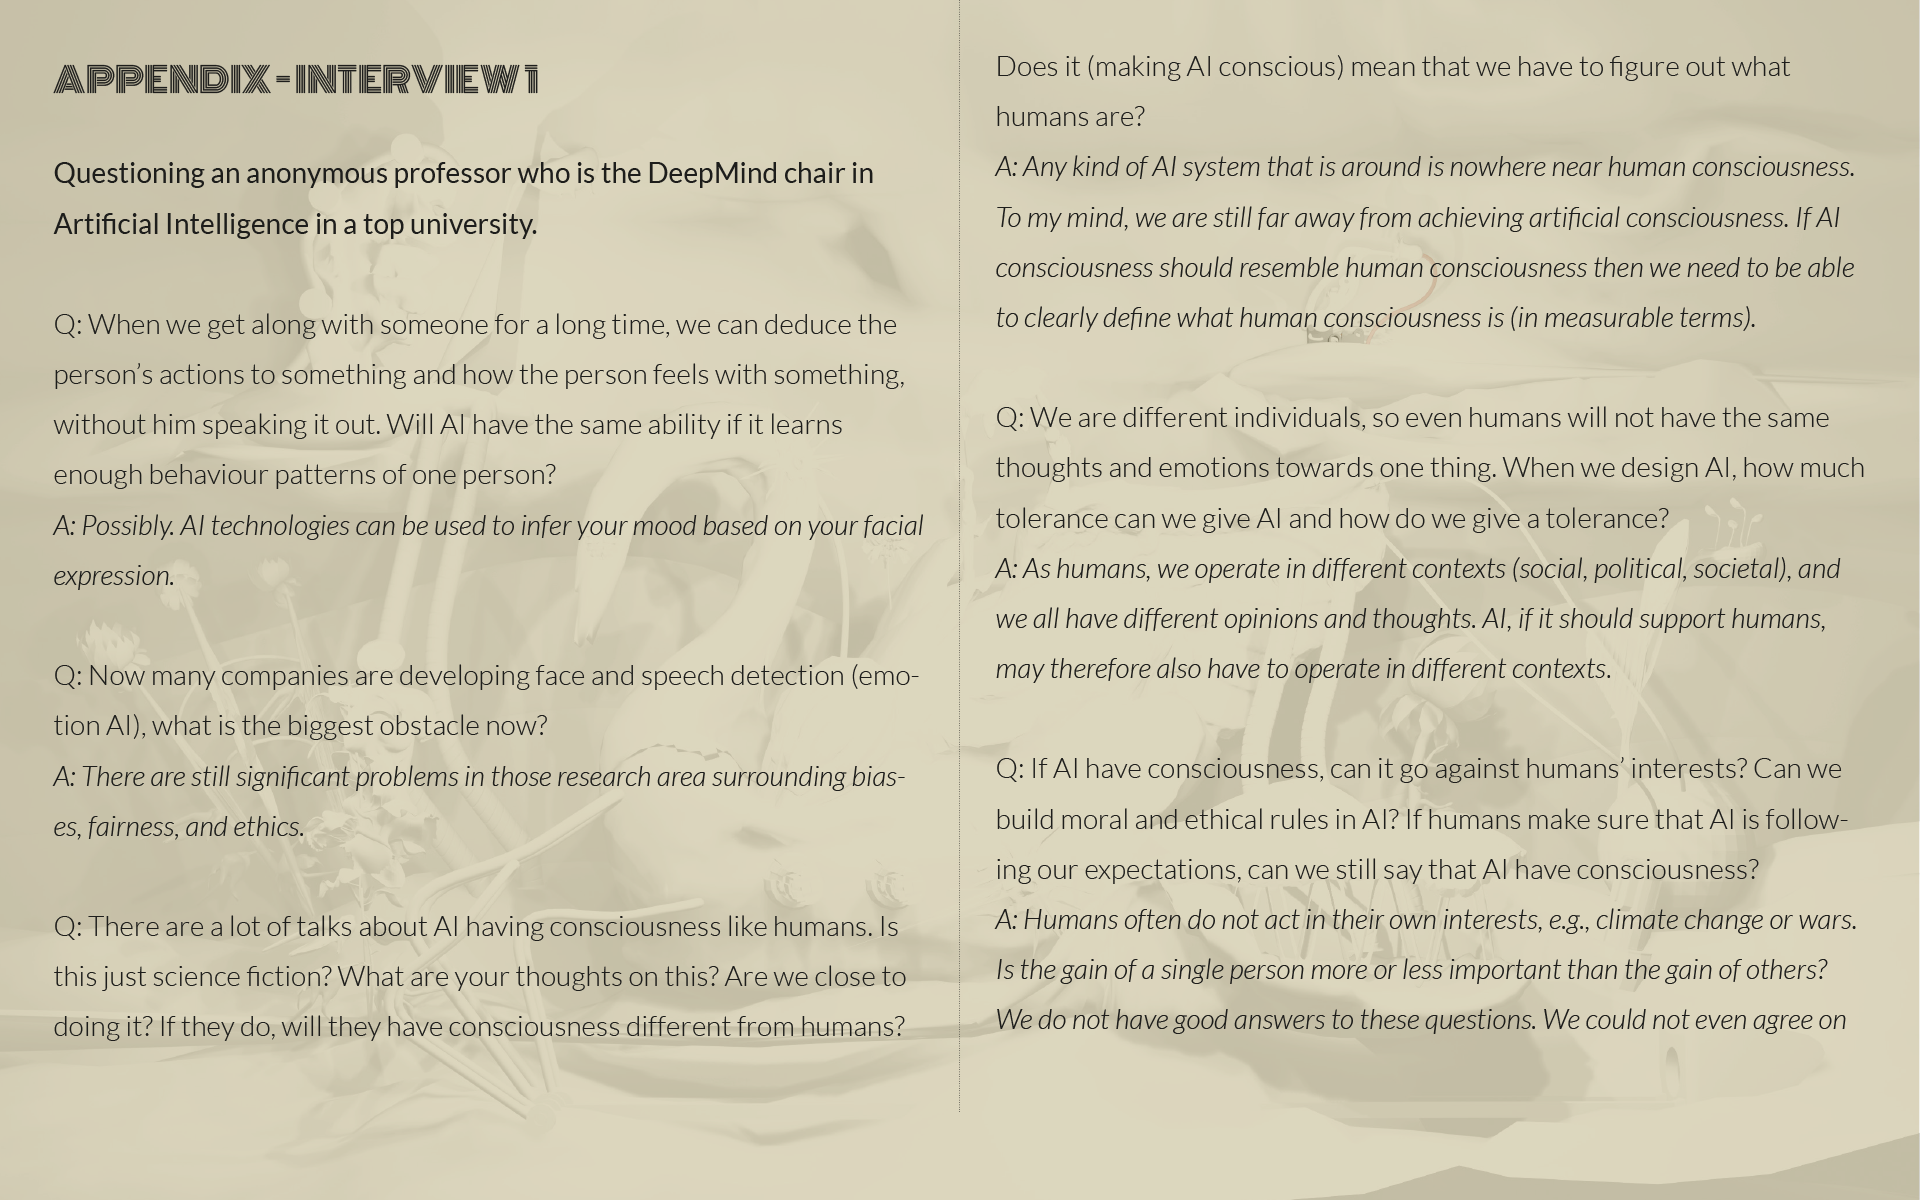 APPENDIX - INTERVIEW 1
Questioning an anonymous professor who is the DeepMind chair in
Artificial Intelligence in a top university.
Q: When we get along with someone for a long time, we can deduce the
person’s actions to something and how the person feels with something,
without him speaking it out. Will AI have the same ability if it learns
enough behaviour patterns of one person?
A: Possibly. AI technologies can be used to infer your mood based on your facial
expression.
Q: Now many companies are developing face and speech detection (emo-
tion AI), what is the biggest obstacle now?
A: There are still significant problems in those research area surrounding bias-
es, fairness, and ethics.
Q: There are a lot of talks about AI having consciousness like humans. Is
this just science fiction? What are your thoughts on this? Are we close to
doing it? If they do, will they have consciousness different from humans?
Does it (making AI conscious) mean that we have to figure out what
humans are?
A: Any kind of AI system that is around is nowhere near human consciousness.
To my mind, we are still far away from achieving artificial consciousness. If AI
consciousness should resemble human consciousness then we need to be able
to clearly define what human consciousness is (in measurable terms).
Q: We are different individuals, so even humans will not have the same
thoughts and emotions towards one thing. When we design AI, how much
tolerance can we give AI and how do we give a tolerance?
A: As humans, we operate in different contexts (social, political, societal), and
we all have different opinions and thoughts. AI, if it should support humans,
may therefore also have to operate in different contexts.
Q: If AI have consciousness, can it go against humans’ interests? Can we
build moral and ethical rules in AI? If humans make sure that AI is follow-
ing our expectations, can we still say that AI have consciousness?
A: Humans often do not act in their own interests, e.g., climate change or wars.
Is the gain of a single person more or less important than the gain of others?
We do not have good answers to these questions. We could not even agree on